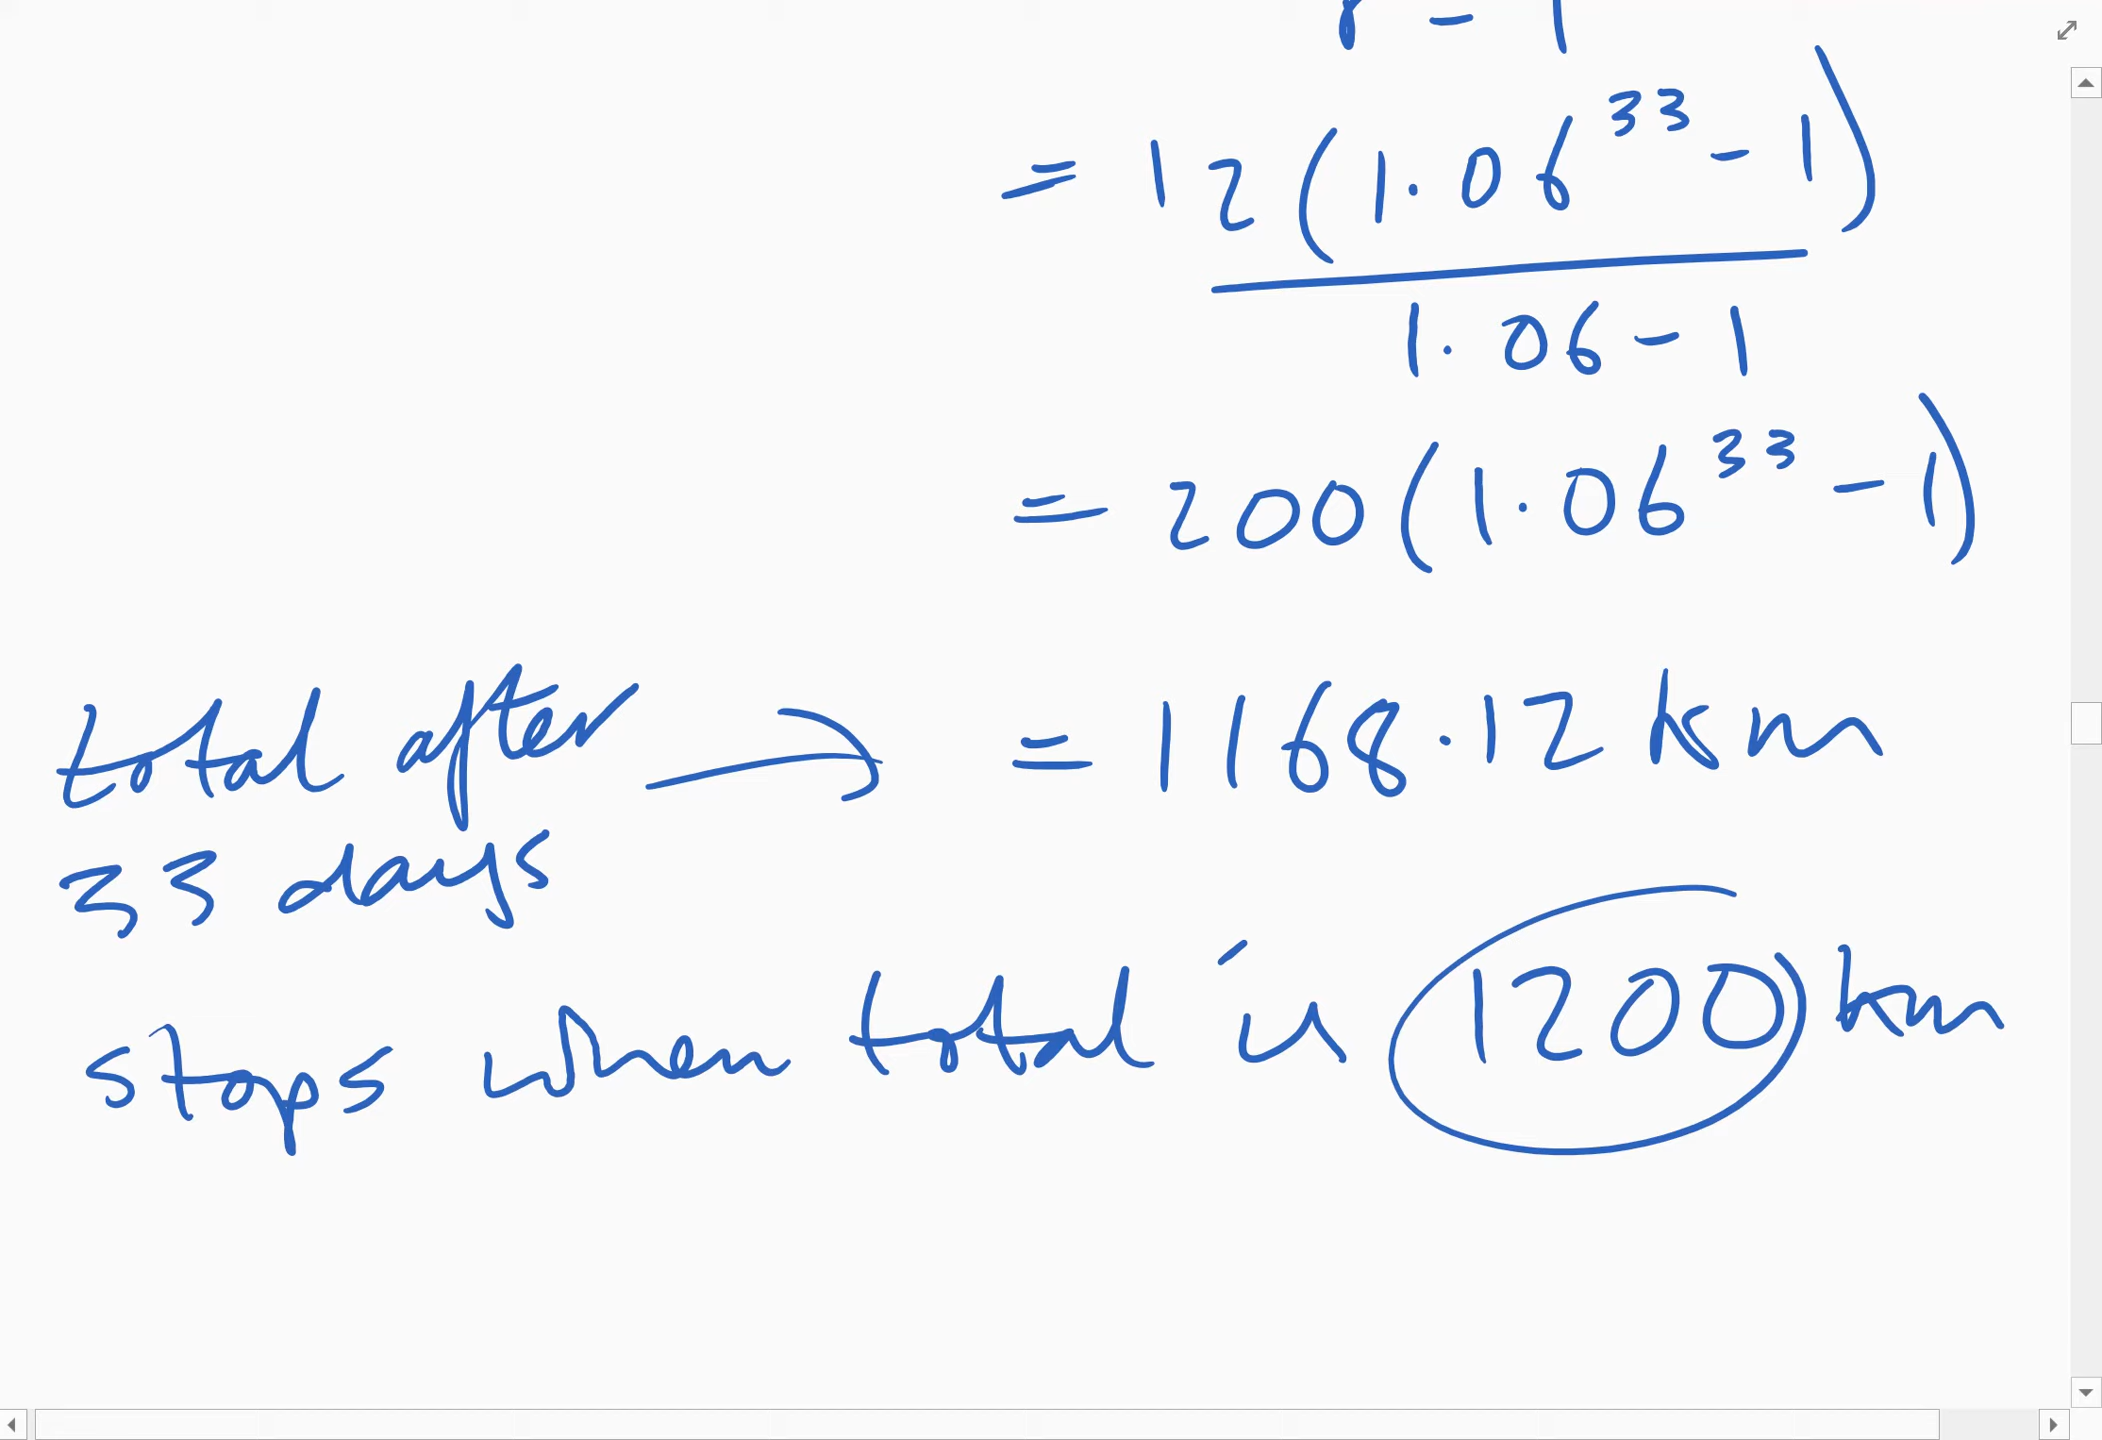 r - 1
= 12(1.06^33 - 1)
1.06 - 1
= 200(1.06^33 - 1)
total after → = 1168.12 km
33 days
stops when total is 1200 km